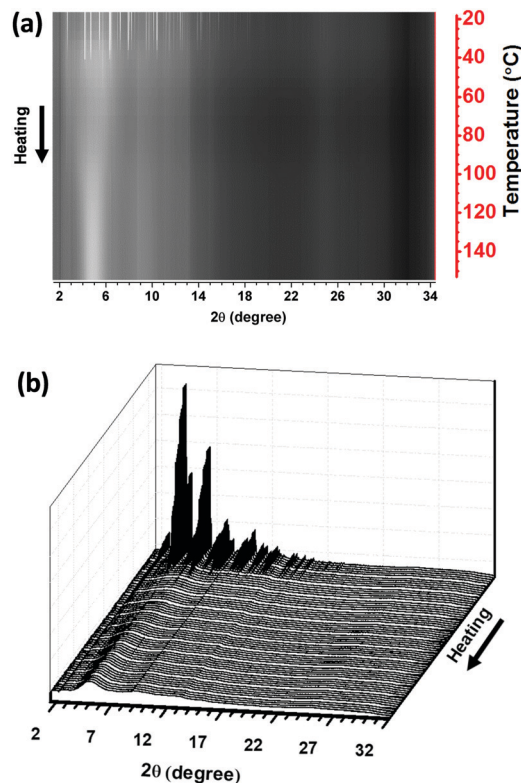 (a)
Heating
20
40
60
80
100
120
140
Temperature (°C)
2 6 10 14 18 22 26 30 34
2θ (degree)
(b)
Heating
2 7 12 17 22 27 32
2θ (degree)